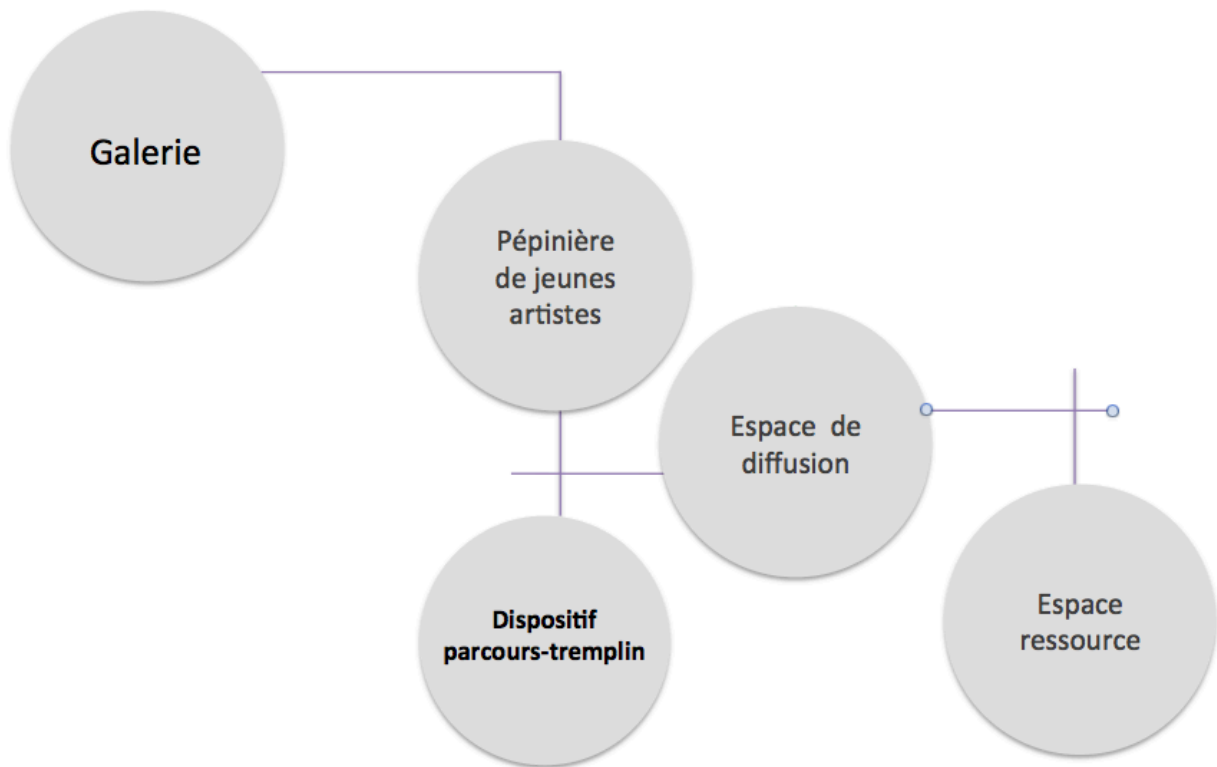 Galerie
Pépinière
de jeunes
artistes
Espace de
diffusion
Dispositif
parcours-tremplin
Espace
ressource